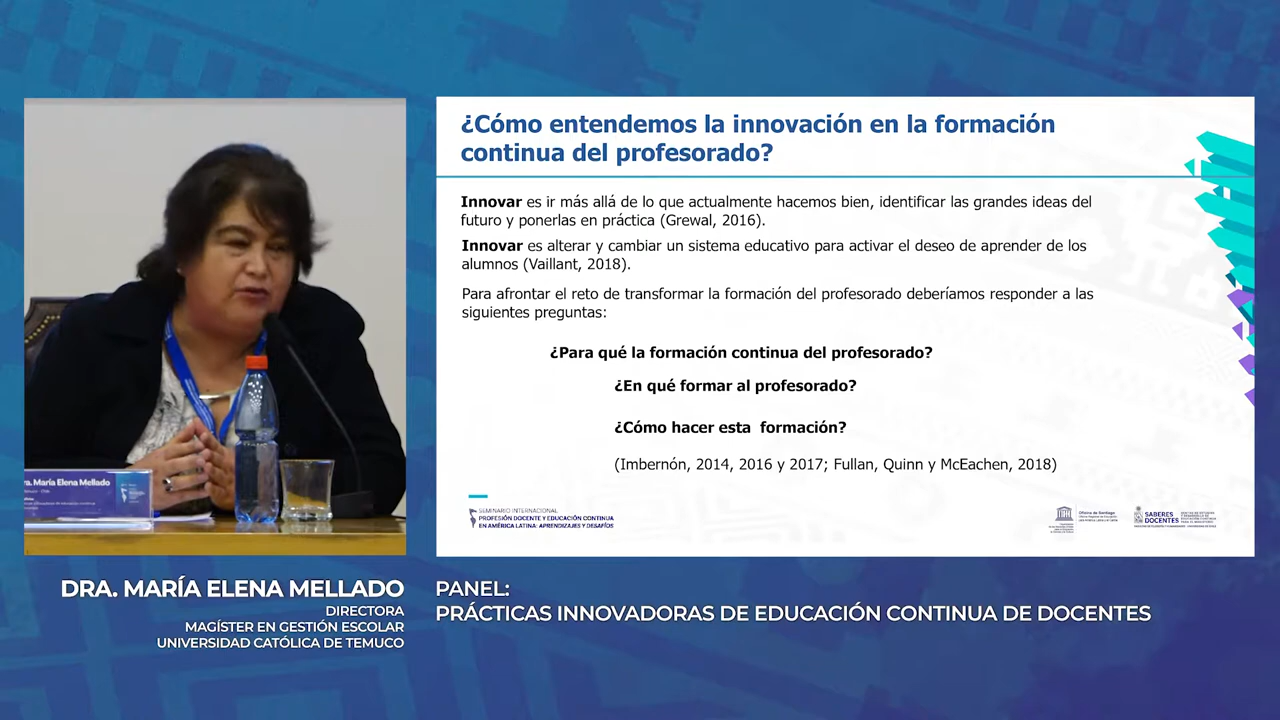 ¿Cómo entendemos la innovación en la formación
continua del profesorado?
Innovar es ir más allá de lo que actualmente hacemos bien, identificar las grandes ideas del
futuro y ponerlas en práctica (Grewal, 2016).
Innovar es alterar y cambiar un sistema educativo para activar el deseo de aprender de los
alumnos (Vaillant, 2018).
Para afrontar el reto de transformar la formación del profesorado deberíamos responder a las
siguientes preguntas:
¿Para qué la formación continua del profesorado?
¿En qué formar al profesorado?
¿Cómo hacer esta formación?
(Imbernón, 2014, 2016 y 2017; Fullan, Quinn y McEachen, 2018)
SEMINARIO INTERNACIONAL
PROFESIÓN DOCENTE Y EDUCACIÓN CONTINUA
EN AMÉRICA LATINA: APRENDIZAJES Y DESAFÍOS
Oficina de Santiago
SABERES
DOCENTES
María Elena Mellado
DRA. MARÍA ELENA MELLADO
DIRECTORA
MAGÍSTER EN GESTIÓN ESCOLAR
UNIVERSIDAD CATÓLICA DE TEMUCO
PANEL:
PRÁCTICAS INNOVADORAS DE EDUCACIÓN CONTINUA DE DOCENTES